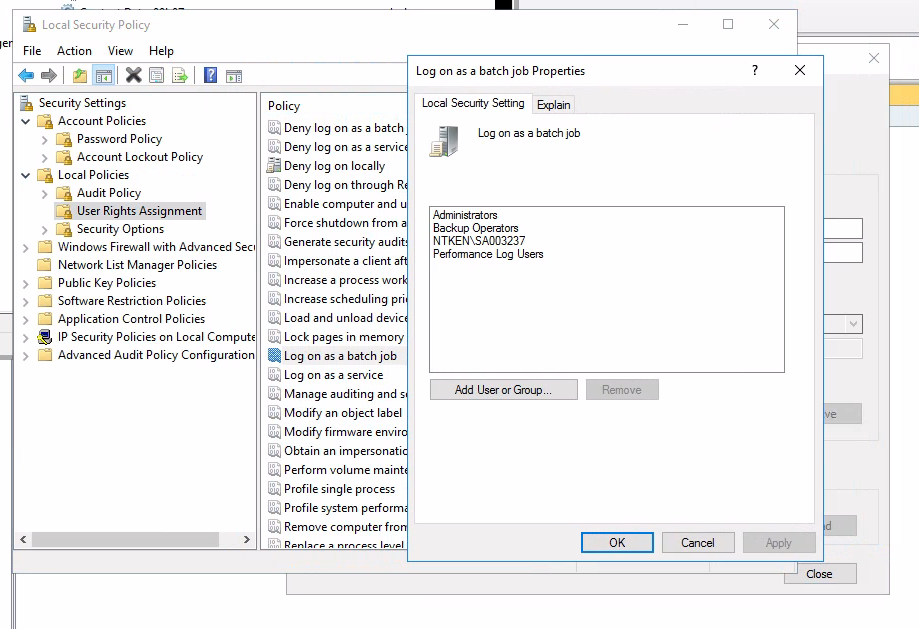 Local Security Policy
File Action View Help
Security Settings
Account Policies
Password Policy
Account Lockout Policy
Local Policies
Audit Policy
User Rights Assignment
Security Options
Windows Firewall with Advanced Secu
Network List Manager Policies
Public Key Policies
Software Restriction Policies
Application Control Policies
IP Security Policies on Local Compute
Advanced Audit Policy Configuration
Policy
Deny log on as a batch
Deny log on as a service
Deny log on locally
Deny log on through Re
Enable computer and u
Force shutdown from a
Generate security audits
Impersonate a client aft
Increase a process work
Increase scheduling prio
Load and unload device
Lock pages in memory
Log on as a batch job
Log on as a service
Manage auditing and se
Modify an object label
Modify firmware enviro
Obtain an impersonatio
Perform volume mainte
Profile single process
Profile system performa
Remove computer from
Replace a process level
Log on as a batch job Properties
?
Local Security Setting Explain
Log on as a batch job
Administrators
Backup Operators
NTKEN\SA003237
Performance Log Users
Add User or Group... Remove
OK Cancel Apply
ve
d
Close